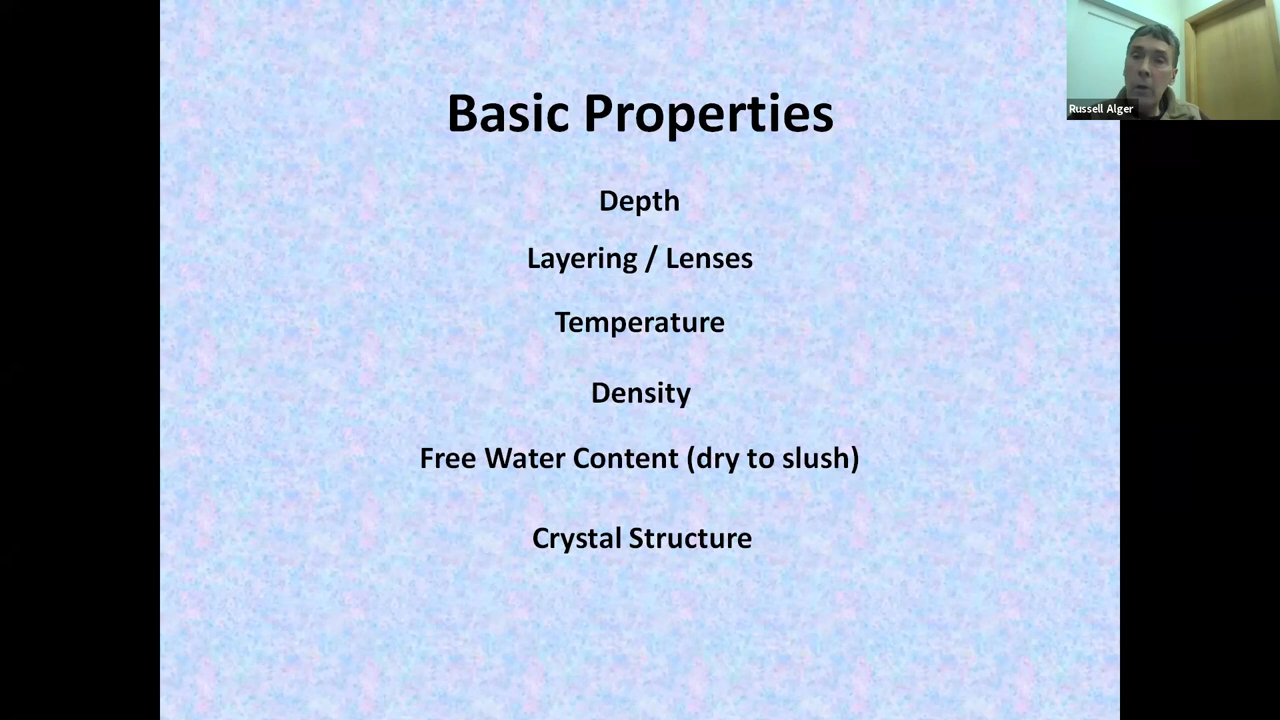 Basic Properties
Russell Alger
Depth
Layering / Lenses
Temperature
Density
Free Water Content (dry to slush)
Crystal Structure